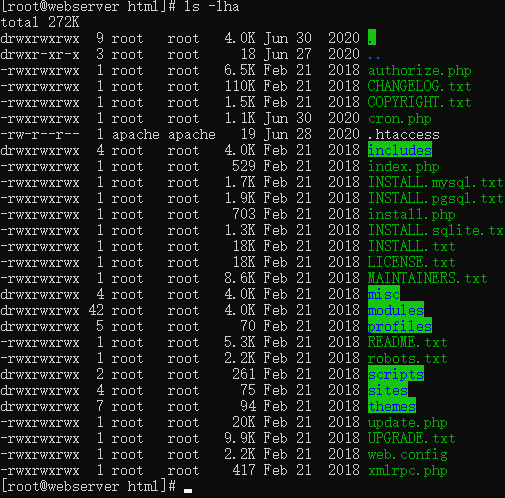 [root@webserver html]# ls -lha
total 272K
drwxrwxrwx  9 root   root   4.0K Jun 30  2020 .
drwxr-xr-x  3 root   root     18 Jun 27  2020 ..
-rwxrwxrwx  1 root   root   6.5K Feb 21  2018 authorize.php
-rwxrwxrwx  1 root   root   110K Feb 21  2018 CHANGELOG.txt
-rwxrwxrwx  1 root   root   1.5K Feb 21  2018 COPYRIGHT.txt
-rwxrwxrwx  1 root   root   1.1K Jun 30  2020 cron.php
-rw-r--r--  1 apache apache   19 Jun 28  2020 .htaccess
drwxrwxrwx  4 root   root   4.0K Feb 21  2018 includes
-rwxrwxrwx  1 root   root    529 Feb 21  2018 index.php
-rwxrwxrwx  1 root   root   1.7K Feb 21  2018 INSTALL.mysql.txt
-rwxrwxrwx  1 root   root   1.9K Feb 21  2018 INSTALL.pgsql.txt
-rwxrwxrwx  1 root   root    703 Feb 21  2018 install.php
-rwxrwxrwx  1 root   root   1.3K Feb 21  2018 INSTALL.sqlite.tx
-rwxrwxrwx  1 root   root    18K Feb 21  2018 INSTALL.txt
-rwxrwxrwx  1 root   root    18K Feb 21  2018 LICENSE.txt
-rwxrwxrwx  1 root   root   8.6K Feb 21  2018 MAINTAINERS.txt
drwxrwxrwx  4 root   root   4.0K Feb 21  2018 misc
drwxrwxrwx 42 root   root   4.0K Feb 21  2018 modules
drwxrwxrwx  5 root   root     70 Feb 21  2018 profiles
-rwxrwxrwx  1 root   root   5.3K Feb 21  2018 README.txt
-rwxrwxrwx  1 root   root   2.2K Feb 21  2018 robots.txt
drwxrwxrwx  2 root   root    261 Feb 21  2018 scripts
drwxrwxrwx  4 root   root     75 Feb 21  2018 sites
drwxrwxrwx  7 root   root     94 Feb 21  2018 themes
-rwxrwxrwx  1 root   root    20K Feb 21  2018 update.php
-rwxrwxrwx  1 root   root   9.9K Feb 21  2018 UPGRADE.txt
-rwxrwxrwx  1 root   root   2.2K Feb 21  2018 web.config
-rwxrwxrwx  1 root   root    417 Feb 21  2018 xmlrpc.php
[root@webserver html]#